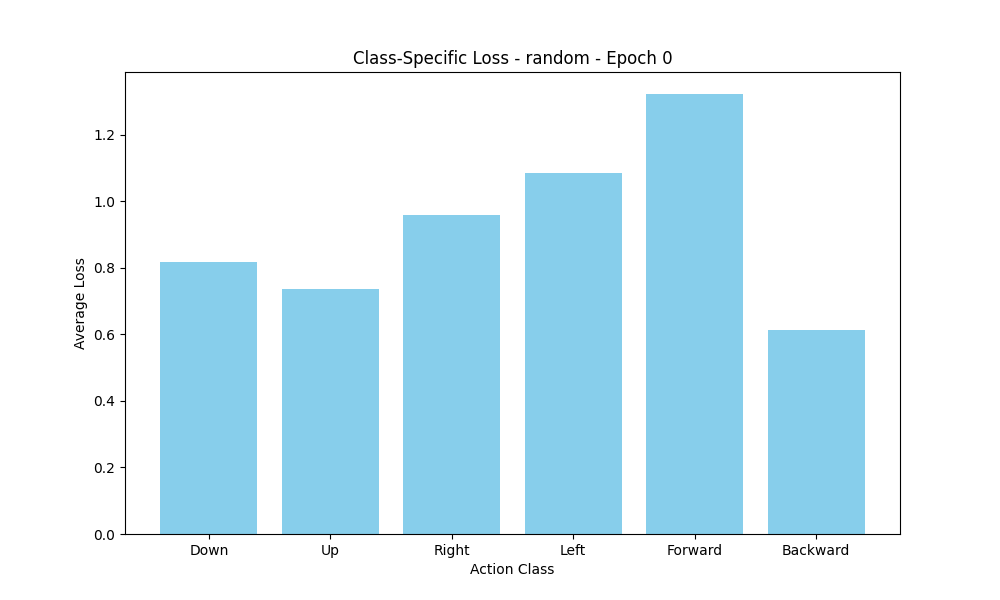 Class-Specific Loss - random - Epoch 0
Average Loss
1.2
1.0
0.8
0.6
0.4
0.2
0.0
Down Up Right Left Forward Backward
Action Class